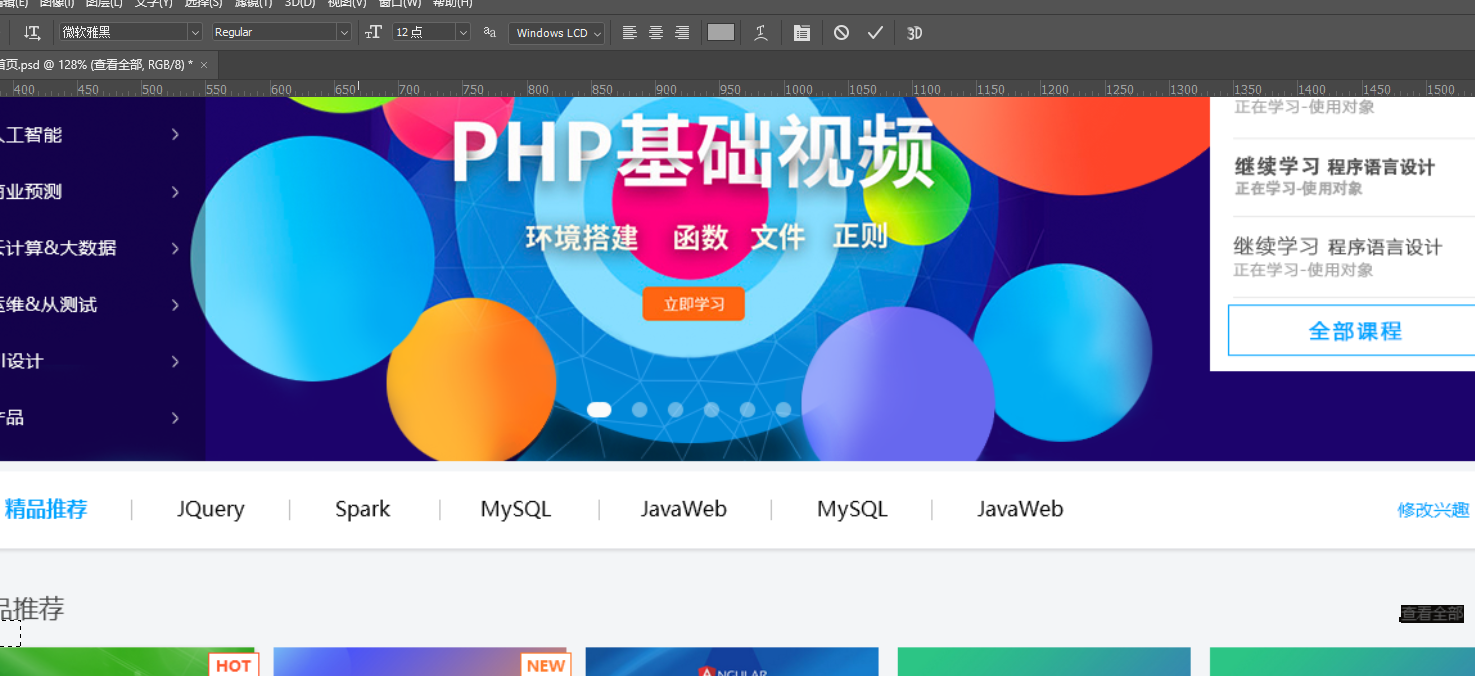 编辑(E) 图像(I) 图层(L) 文字(Y) 选择(S) 滤镜(T) 3D(D) 视图(V) 窗口(W) 帮助(H)
微软雅黑 Regular 12 点 Windows LCD 3D
首页.psd @ 128% (查看全部, RGB/8) * ×
400 450 500 550 600 650 700 750 800 850 900 950 1000 1050 1100 1150 1200 1250 1300 1350 1400 1450 1500
人工智能
商业预测
云计算&大数据
运维&从测试
UI设计
产品
PHP基础视频
环境搭建 函数 文件 正则
立即学习
正在学习-使用对象
继续学习 程序语言设计
正在学习-使用对象
继续学习 程序语言设计
正在学习-使用对象
全部课程
精品推荐 JQuery Spark MySQL JavaWeb MySQL JavaWeb 修改兴趣
品推荐 查看全部
HOT NEW ANGULAR